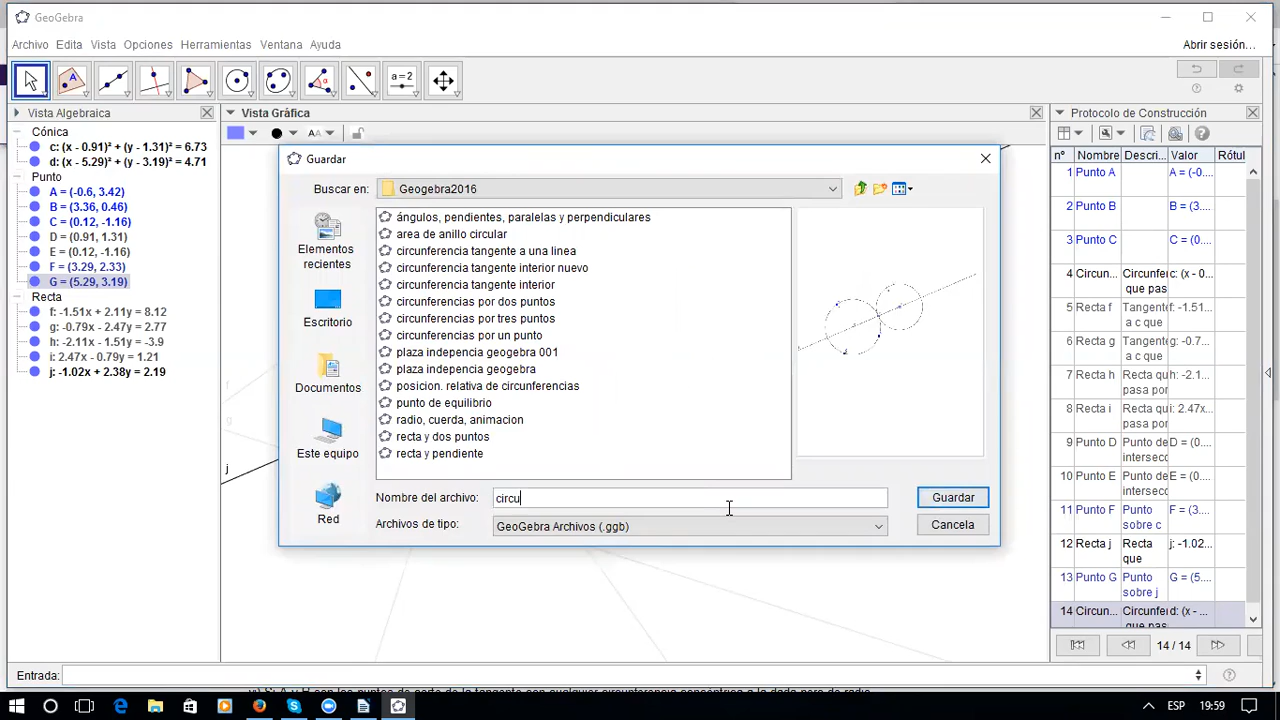 GeoGebra
Archivo Edita Vista Opciones Herramientas Ventana Ayuda
Abrir sesión...
A
α
a=2
Vista Algebraica
Vista Gráfica
Protocolo de Construcción
Cónica
c: (x - 0.91)² + (y - 1.31)² = 6.73
d: (x - 5.29)² + (y - 3.19)² = 4.71
Punto
A = (-0.6, 3.42)
B = (3.36, 0.46)
C = (0.12, -1.16)
D = (0.91, 1.31)
E = (0.12, -1.16)
F = (3.29, 2.33)
G = (5.29, 3.19)
Recta
f: -1.51x + 2.11y = 8.12
g: -0.79x - 2.47y = 2.77
h: -2.11x - 1.51y = -3.9
i: 2.47x - 0.79y = 1.21
j: -1.02x + 2.38y = 2.19
AA
f
g
j
Guardar
Buscar en: Geogebra2016
Elementos recientes
Escritorio
Documentos
Este equipo
Red
ángulos, pendientes, paralelas y perpendiculares
area de anillo circular
circunferencia tangente a una linea
circunferencia tangente interior nuevo
circunferencia tangente interior
circunferencias por dos puntos
circunferencias por tres puntos
circunferencias por un punto
plaza indepencia geogebra 001
plaza indepencia geogebra
posicion. relativa de circunferencias
punto de equilibrio
radio, cuerda, animacion
recta y dos puntos
recta y pendiente
Nombre del archivo: circu
Guardar
Archivos de tipo: GeoGebra Archivos (.ggb)
Cancela
nº Nombre Descri... Valor Rótul
1 Punto A A = (-0...
2 Punto B B = (3....
3 Punto C C = (0....
4 Circun... Circunfe c: (x - 0...
que pas
5 Recta f Tangent f: -1.51...
a c que
6 Recta g Tangent g: -0.7...
a c que
7 Recta h Recta qu h: -2.1...
pasa por
8 Recta i Recta qu i: 2.47x...
pasa por
9 Punto D Punto de D = (0....
intersecc
10 Punto E Punto de E = (0....
intersecc
11 Punto F Punto F = (3....
sobre c
12 Recta j Recta j: -1.02...
que
13 Punto G Punto G = (5....
sobre j
14 Circun... Circunfe d: (x - ...
que pas
14 / 14
Entrada:
ESP 19:59